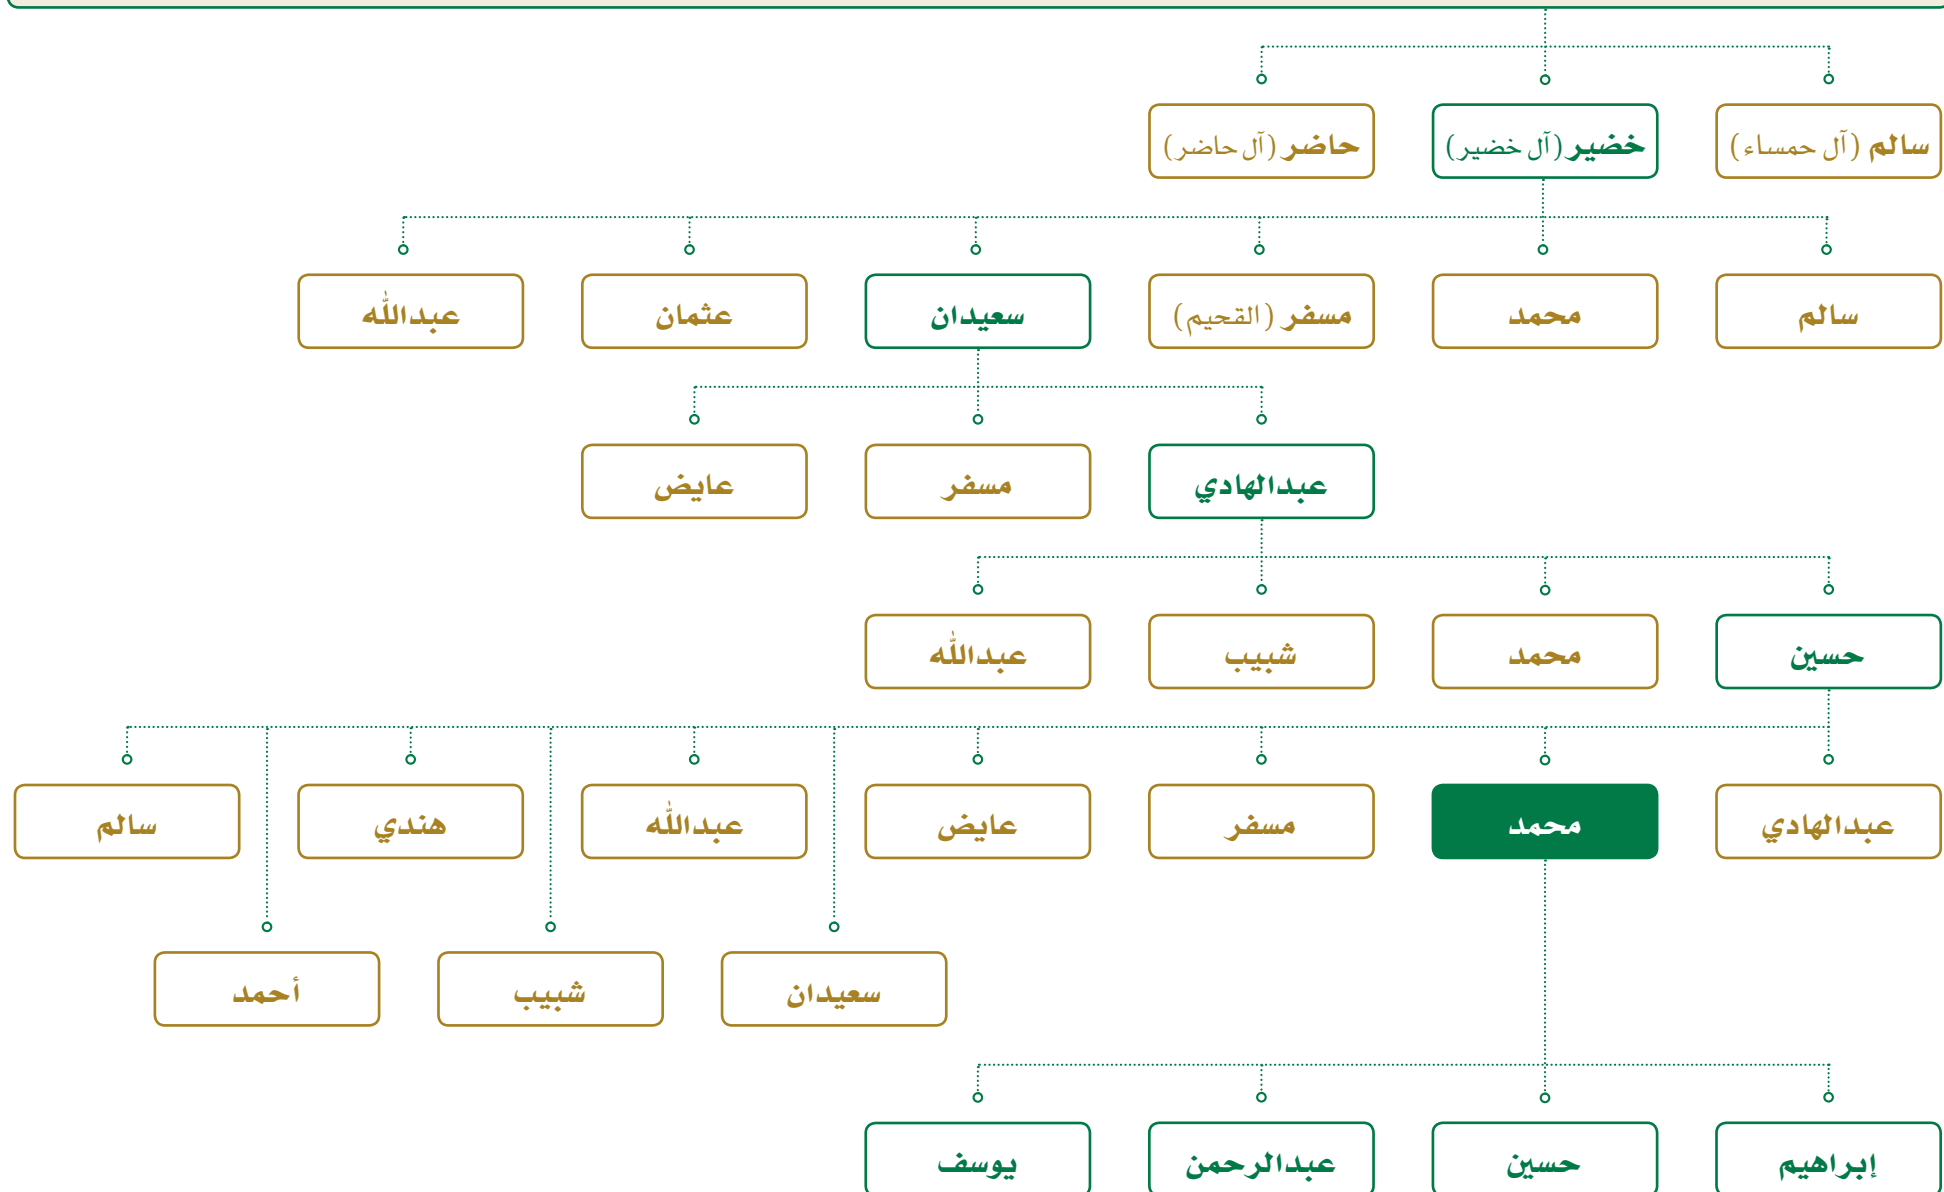 سالم (آل حمساء)
خضير (آل خضير)
حاضر (آل حاضر)
سالم
محمد
مسفر (القحيم)
سعيدان
عثمان
عبدالله
عبدالهادي
مسفر
عايض
حسين
محمد
شبيب
عبدالله
عبدالهادي
محمد
مسفر
عايض
عبدالله
هندي
سالم
سعيدان
شبيب
أحمد
إبراهيم
حسين
عبدالرحمن
يوسف